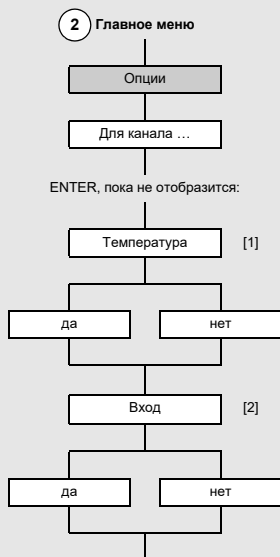 2 Главное меню
Опции
Для канала ...
ENTER, пока не отобразится:
Температура [1]
да нет
Вход [2]
да нет